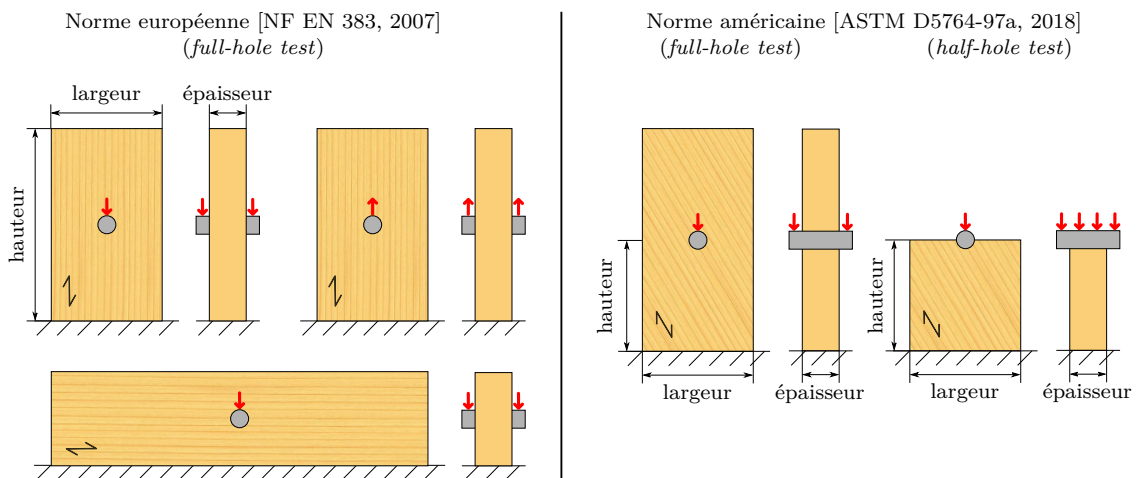 Norme européenne [NF EN 383, 2007]
(full-hole test)
largeur
épaisseur
hauteur
Norme américaine [ASTM D5764-97a, 2018]
(full-hole test)
(half-hole test)
hauteur
hauteur
largeur
épaisseur
largeur
épaisseur